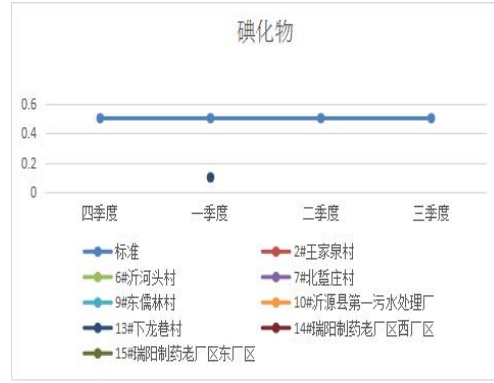 碘化物
0.6
0.4
0.2
0
四季度 一季度 二季度 三季度
标准 2#王家泉村
6#沂河头村 7#北踅庄村
9#东儒林村 10#沂源县第一污水处理厂
13#下龙巷村 14#瑞阳制药老厂区西厂区
15#瑞阳制药老厂区东厂区